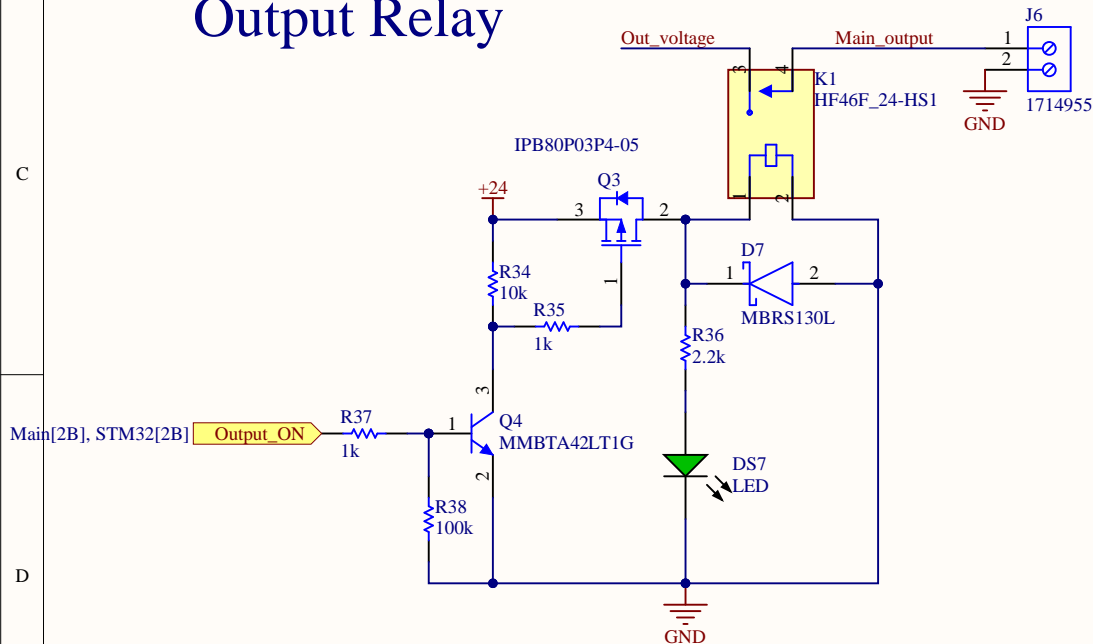 Output Relay
J6
Out_voltage
Main_output
1
2
3
4
K1
HF46F_24-HS1
1714955
GND
IPB80P03P4-05
C
Q3
+24
3
2
1
2
1
D7
1
2
MBRS130L
R34
10k
R35
1k
R36
2.2k
3
Q4
MMBTA42LT1G
1
2
R37
1k
Main[2B], STM32[2B]
Output_ON
DS7
LED
R38
100k
D
GND